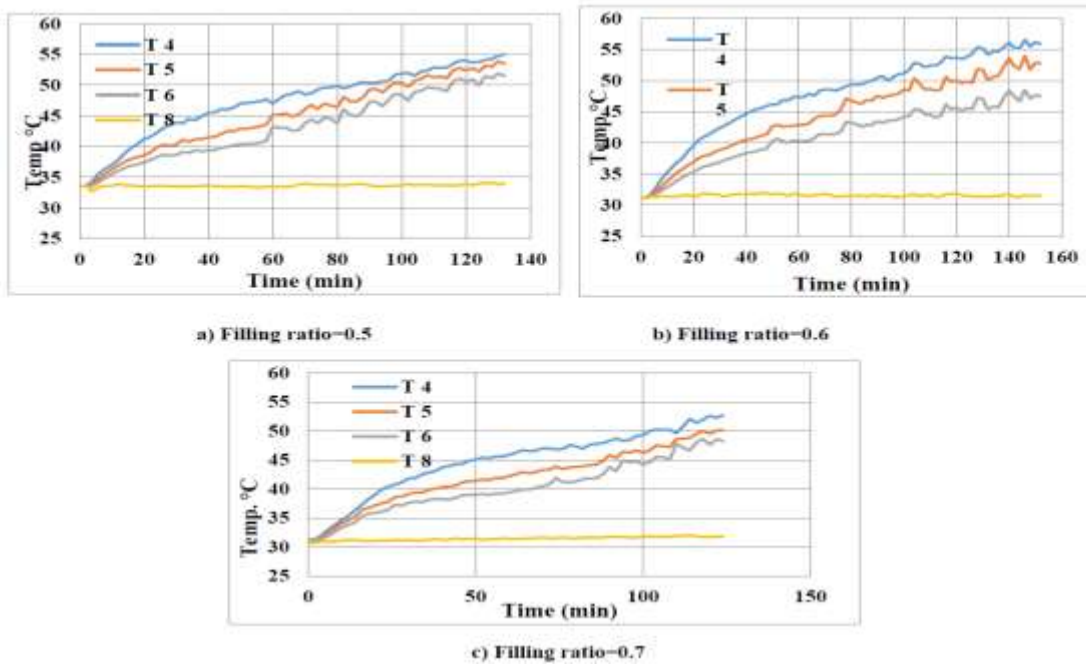 60
55
50
45
40
35
30
25
Temp °C
T 4
T 5
T 6
T 8
0 20 40 60 80 100 120 140
Time (min)
a) Filling ratio=0.5
60
55
50
45
40
35
30
25
Temp.°C
T
4
T
5
0 20 40 60 80 100 120 140 160
Time (min)
b) Filling ratio=0.6
60
55
50
45
40
35
30
25
Temp. °C
T 4
T 5
T 6
T 8
0 50 100 150
Time (min)
c) Filling ratio=0.7